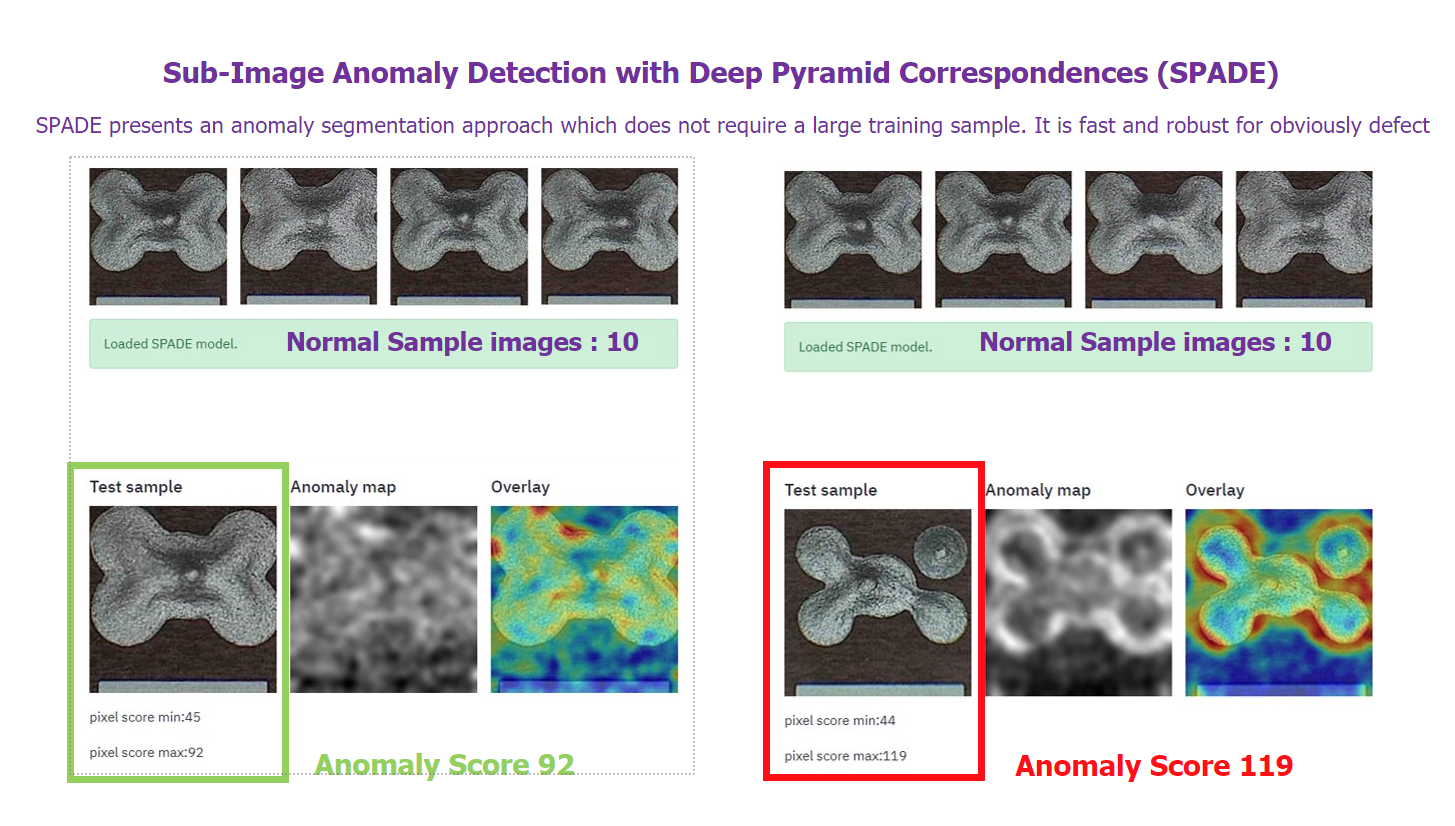 Sub-Image Anomaly Detection with Deep Pyramid Correspondences (SPADE)
SPADE presents an anomaly segmentation approach which does not require a large training sample. It is fast and robust for obviously defect
Loaded SPADE model.
Normal Sample images : 10
Loaded SPADE model.
Normal Sample images : 10
Test sample
Anomaly map
Overlay
pixel score min:45
pixel score max:92
Anomaly Score 92
Test sample
Anomaly map
Overlay
pixel score min:44
pixel score max:119
Anomaly Score 119